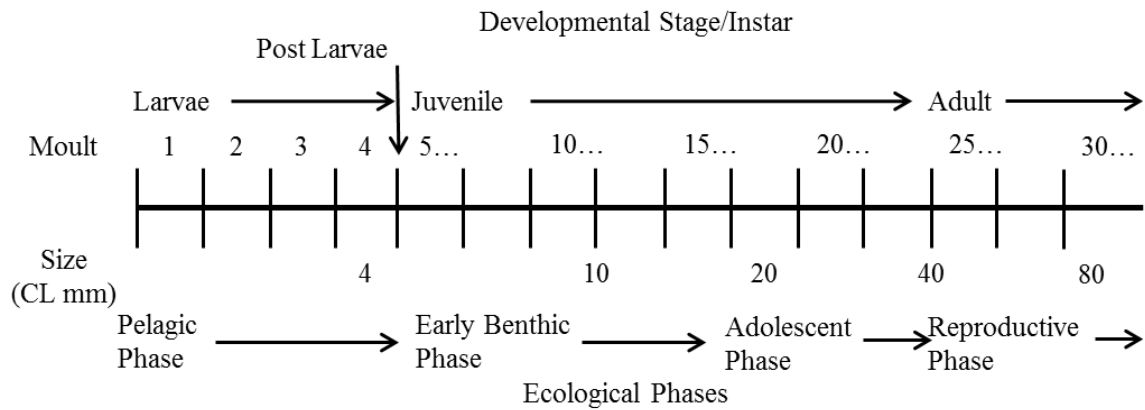 Developmental Stage/Instar
Post Larvae
Larvae Juvenile Adult
Moult 1 2 3 4 5… 10… 15… 20… 25… 30…
Size
(CL mm)
4 10 20 40 80
Pelagic
Phase
Early Benthic
Phase
Adolescent
Phase
Reproductive
Phase
Ecological Phases